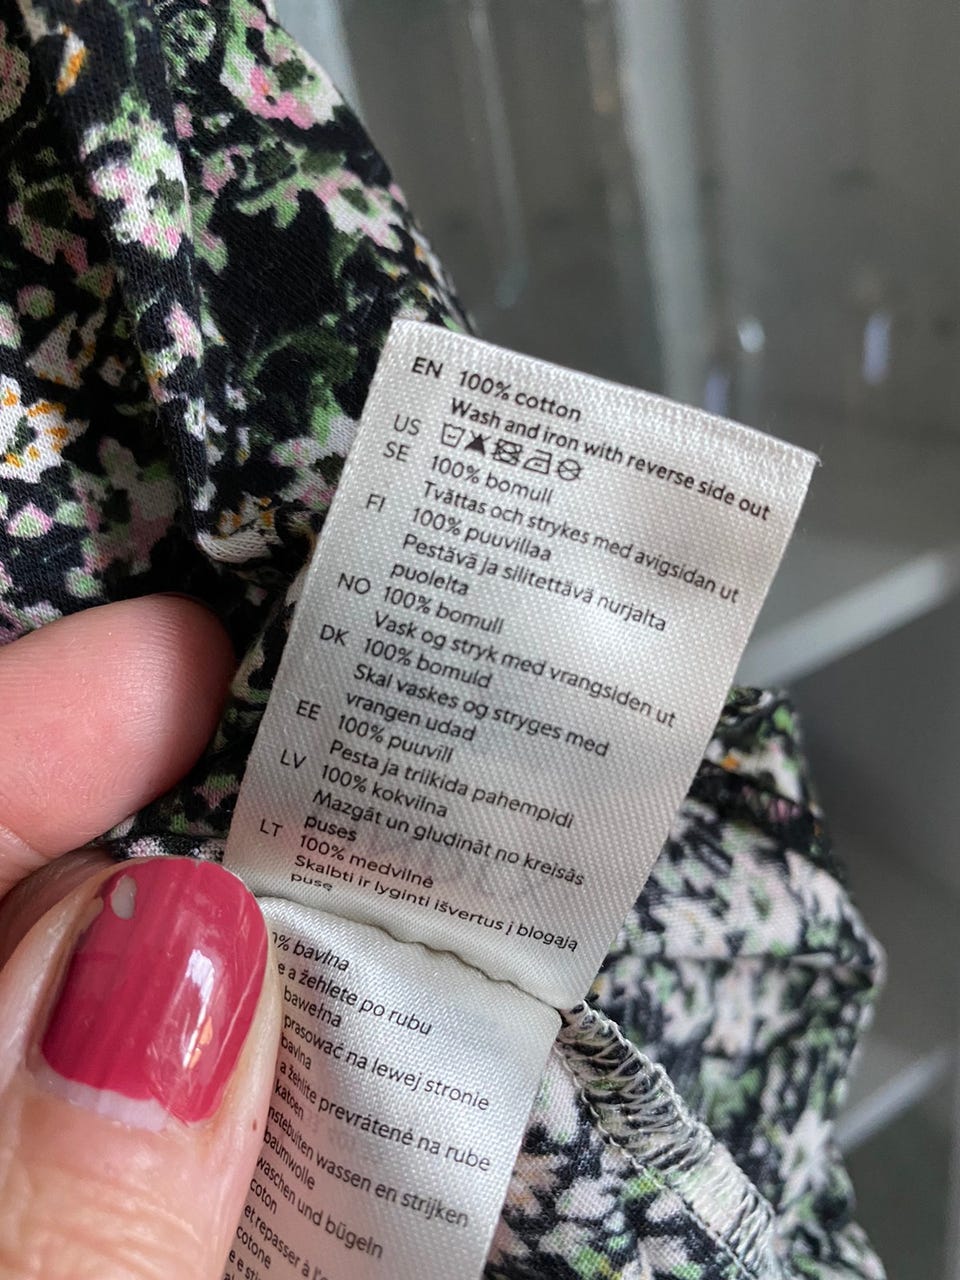 EN 100% cotton
Wash and iron with reverse side out
US
SE 100% bomull
Tvättas och strykes med avigsidan ut
FI 100% puuvillaa
Pestävä ja silitettävä nurjalta
puolelta
NO 100% bomull
Vask og stryk med vrangsiden ut
DK 100% bomuld
Skal vaskes og stryges med
vrangen udad
EE 100% puuvill
Pesta ja triikida pahempidi
LV 100% kokvilna
Mazgāt un gludināt no kreisās
puses
LT 100% medvilnė
Skalbti ir lyginti išvertus į blogąją
pusę
% bavlna
e a žehlete po rubu
bawełna
prasować na lewej stronie
bavlna
a žehlite prevrátené na rube
katoen
nstebuiten wassen en strijken
baumwolle
waschen und bügeln
coton
et repasser à l'e
cotone